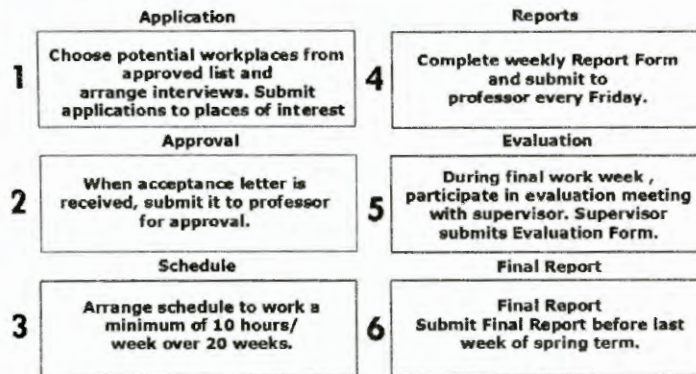 Application
1
Choose potential workplaces from
approved list and
arrange interviews. Submit
applications to places of interest
Approval
2
When acceptance letter is
received, submit it to professor
for approval.
Schedule
3
Arrange schedule to work a
minimum of 10 hours/
week over 20 weeks.
Reports
4
Complete weekly Report Form
and submit to
professor every Friday.
Evaluation
5
During final work week ,
participate in evaluation meeting
with supervisor. Supervisor
submits Evaluation Form.
Final Report
6
Final Report
Submit Final Report before last
week of spring term.